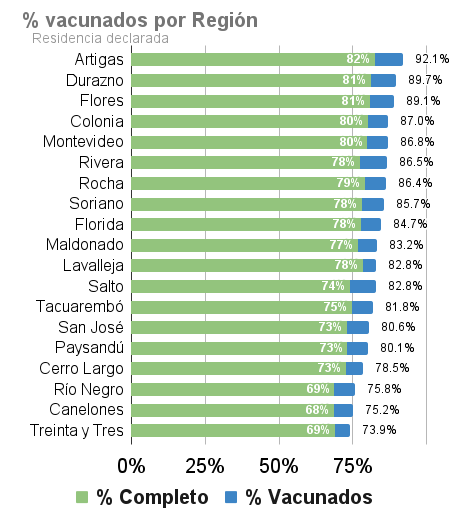 % vacunados por Región
Residencia declarada
Artigas 82% 92.1%
Durazno 81% 89.7%
Flores 81% 89.1%
Colonia 80% 87.0%
Montevideo 80% 86.8%
Rivera 78% 86.5%
Rocha 79% 86.4%
Soriano 78% 85.7%
Florida 78% 84.7%
Maldonado 77% 83.2%
Lavalleja 78% 82.8%
Salto 74% 82.8%
Tacuarembó 75% 81.8%
San José 73% 80.6%
Paysandú 73% 80.1%
Cerro Largo 73% 78.5%
Río Negro 69% 75.8%
Canelones 68% 75.2%
Treinta y Tres 69% 73.9%
0% 25% 50% 75%
% Completo % Vacunados